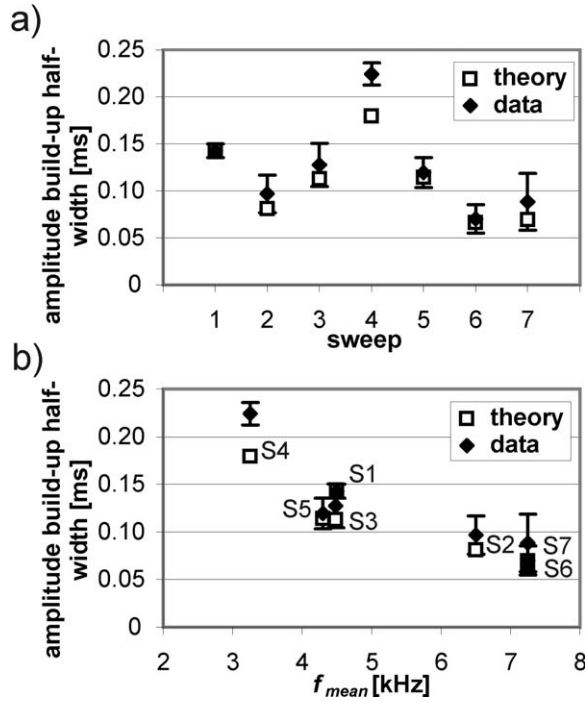 a)
amplitude build-up half-
width [ms]
0.25
0.20
0.15
0.10
0.05
0
theory
data
1 2 3 4 5 6 7
sweep
b)
amplitude build-up half-
width [ms]
0.25
0.20
0.15
0.10
0.05
0
theory
data
S4
S1
S5
S3
S2
S7
S6
2 3 4 5 6 7 8
f_mean [kHz]